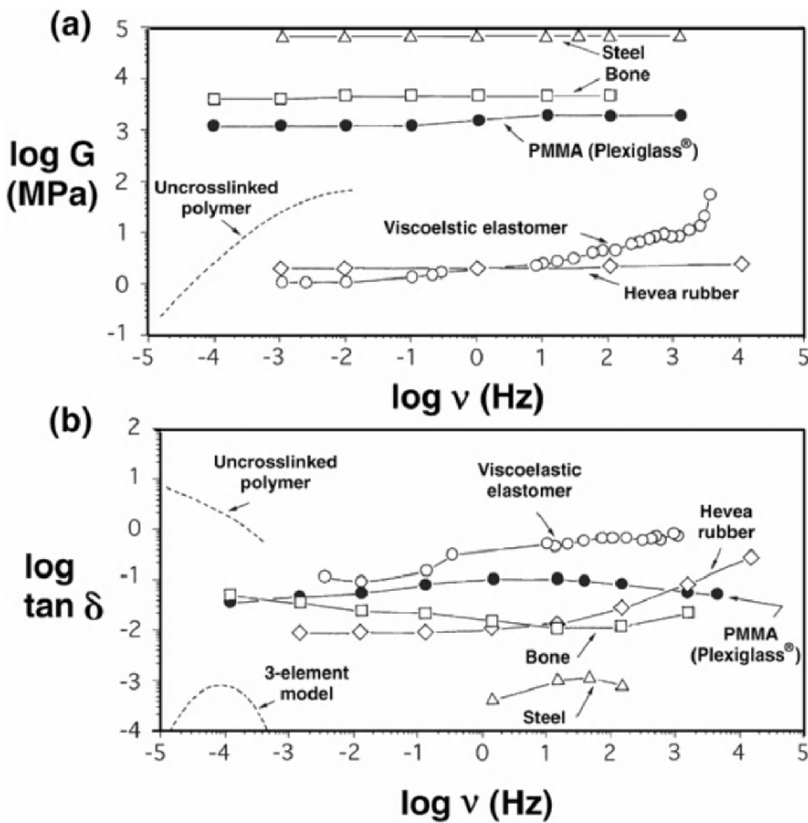 (a)
5
4
3
2
1
0
-1
log G
(MPa)
Steel
Bone
PMMA (Plexiglass®)
Uncrosslinked
polymer
Viscoelstic elastomer
Hevea rubber
-5 -4 -3 -2 -1 0 1 2 3 4 5
log ν (Hz)
(b)
2
1
0
-1
-2
-3
-4
log
tan δ
Uncrosslinked
polymer
Viscoelastic
elastomer
Hevea
rubber
PMMA
(Plexiglass®)
Bone
3-element
model
Steel
-5 -4 -3 -2 -1 0 1 2 3 4 5
log ν (Hz)